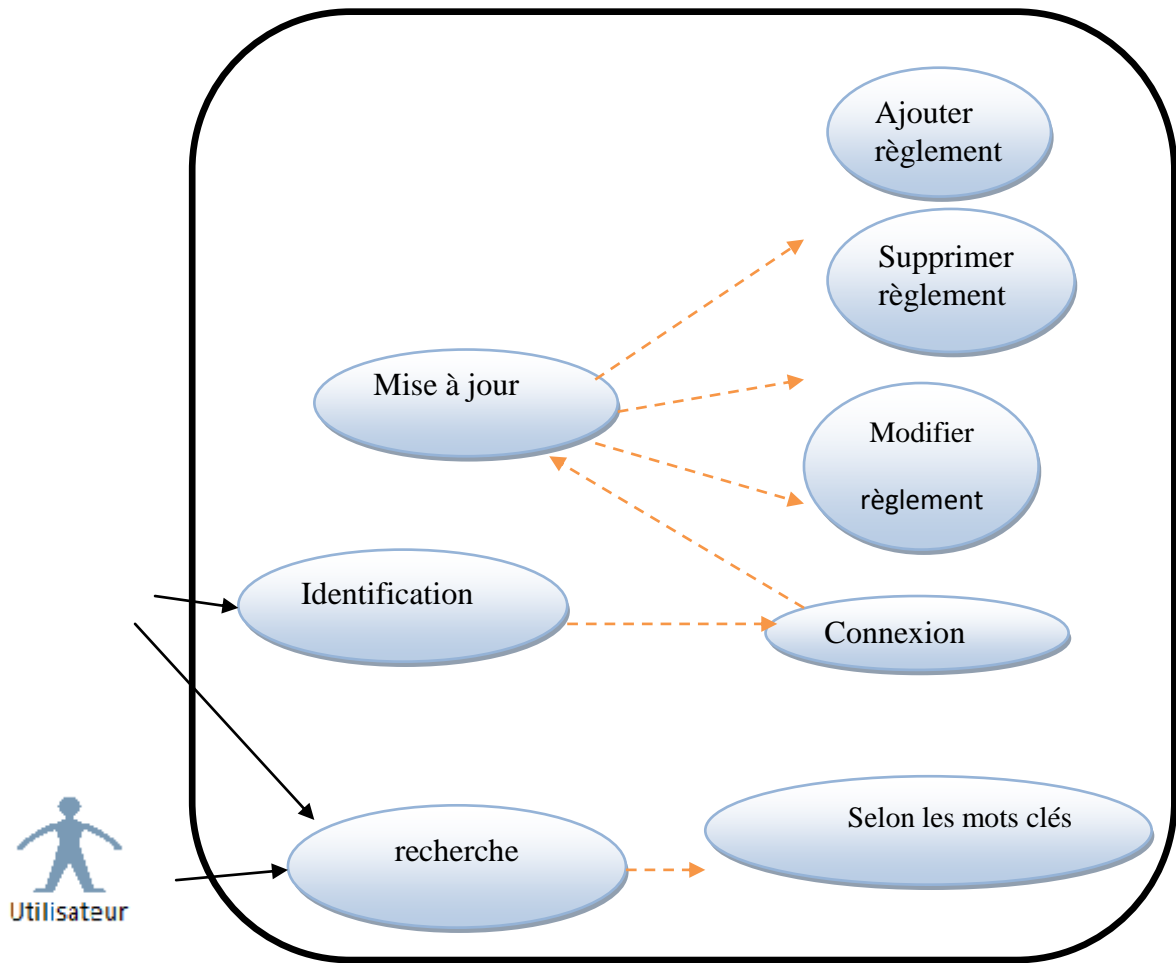 Ajouter
règlement
Supprimer
règlement
Mise à jour
Modifier
règlement
Identification
Connexion
Selon les mots clés
recherche
Utilisateur